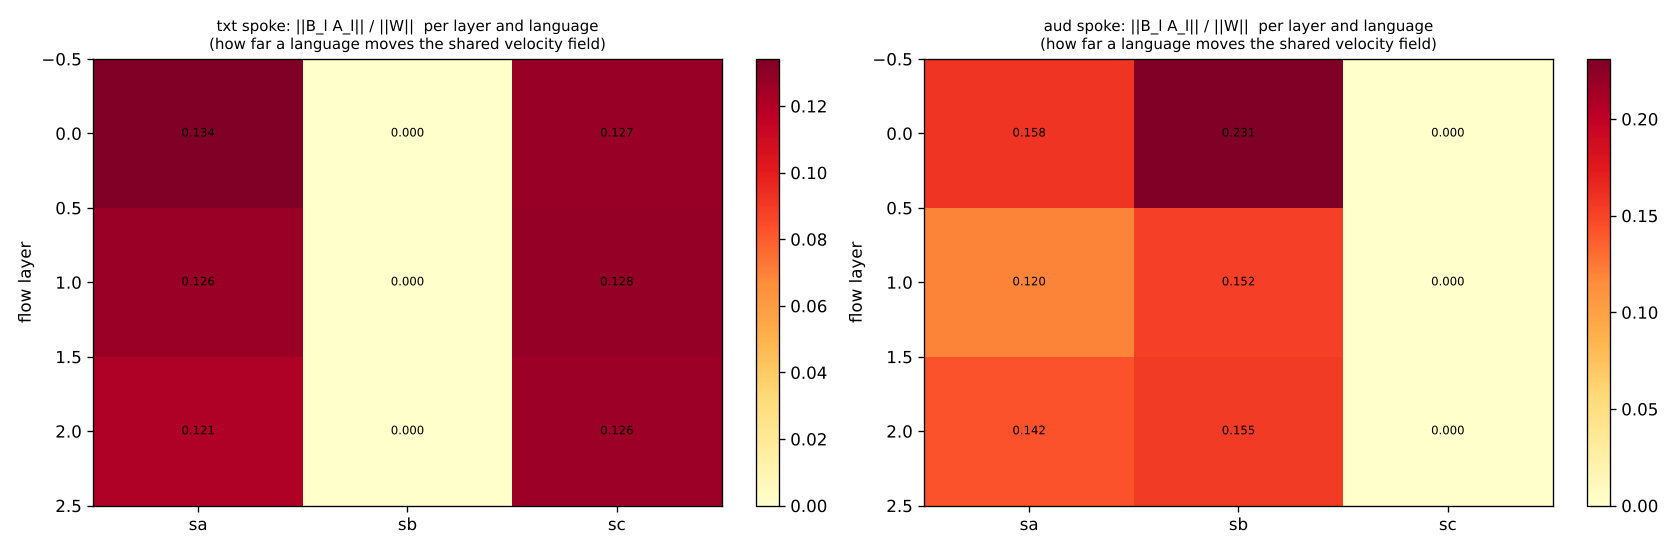 txt spoke: ||B_l A_l|| / ||W||  per layer and language
(how far a language moves the shared velocity field)
−0.5
0.0
0.5
1.0
1.5
2.0
2.5
flow layer
0.134 0.000 0.127
0.126 0.000 0.128
0.121 0.000 0.126
sa sb sc
0.12
0.10
0.08
0.06
0.04
0.02
0.00
aud spoke: ||B_l A_l|| / ||W||  per layer and language
(how far a language moves the shared velocity field)
−0.5
0.0
0.5
1.0
1.5
2.0
2.5
flow layer
0.158 0.231 0.000
0.120 0.152 0.000
0.142 0.155 0.000
sa sb sc
0.20
0.15
0.10
0.05
0.00